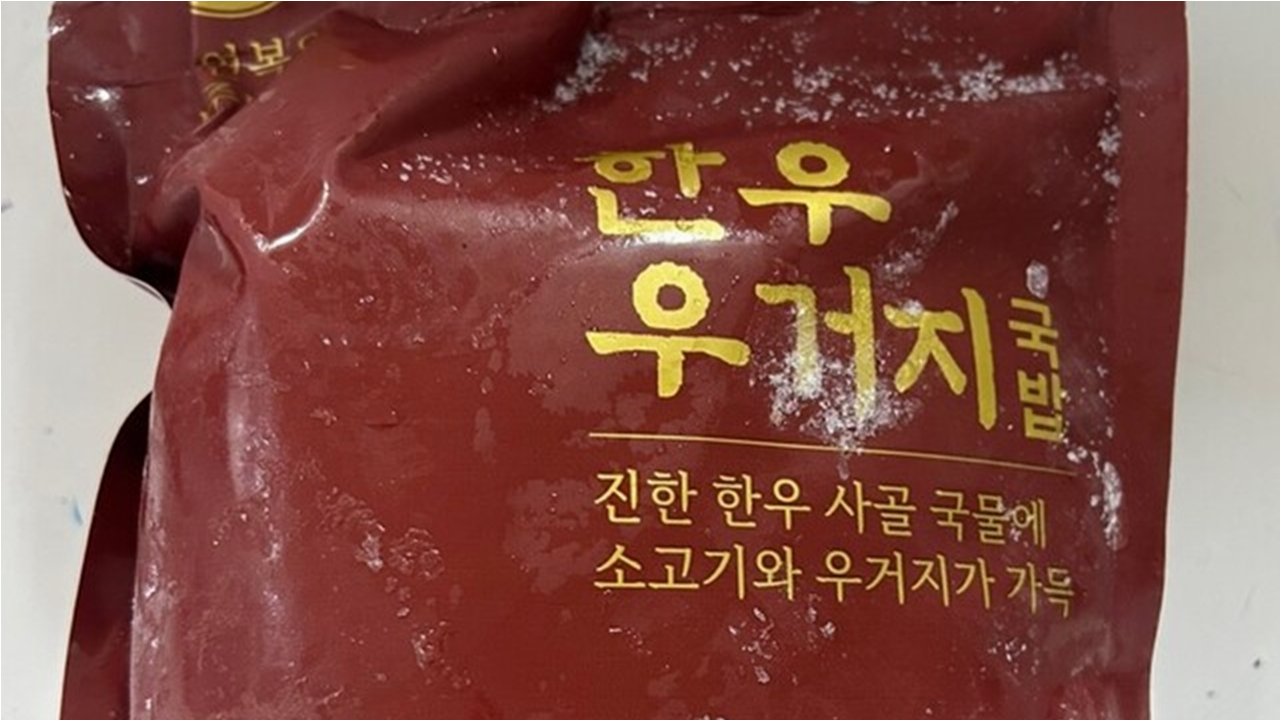 한우
우거지 국밥
진한 한우 사골 국물에
소고기와 우거지가 가득